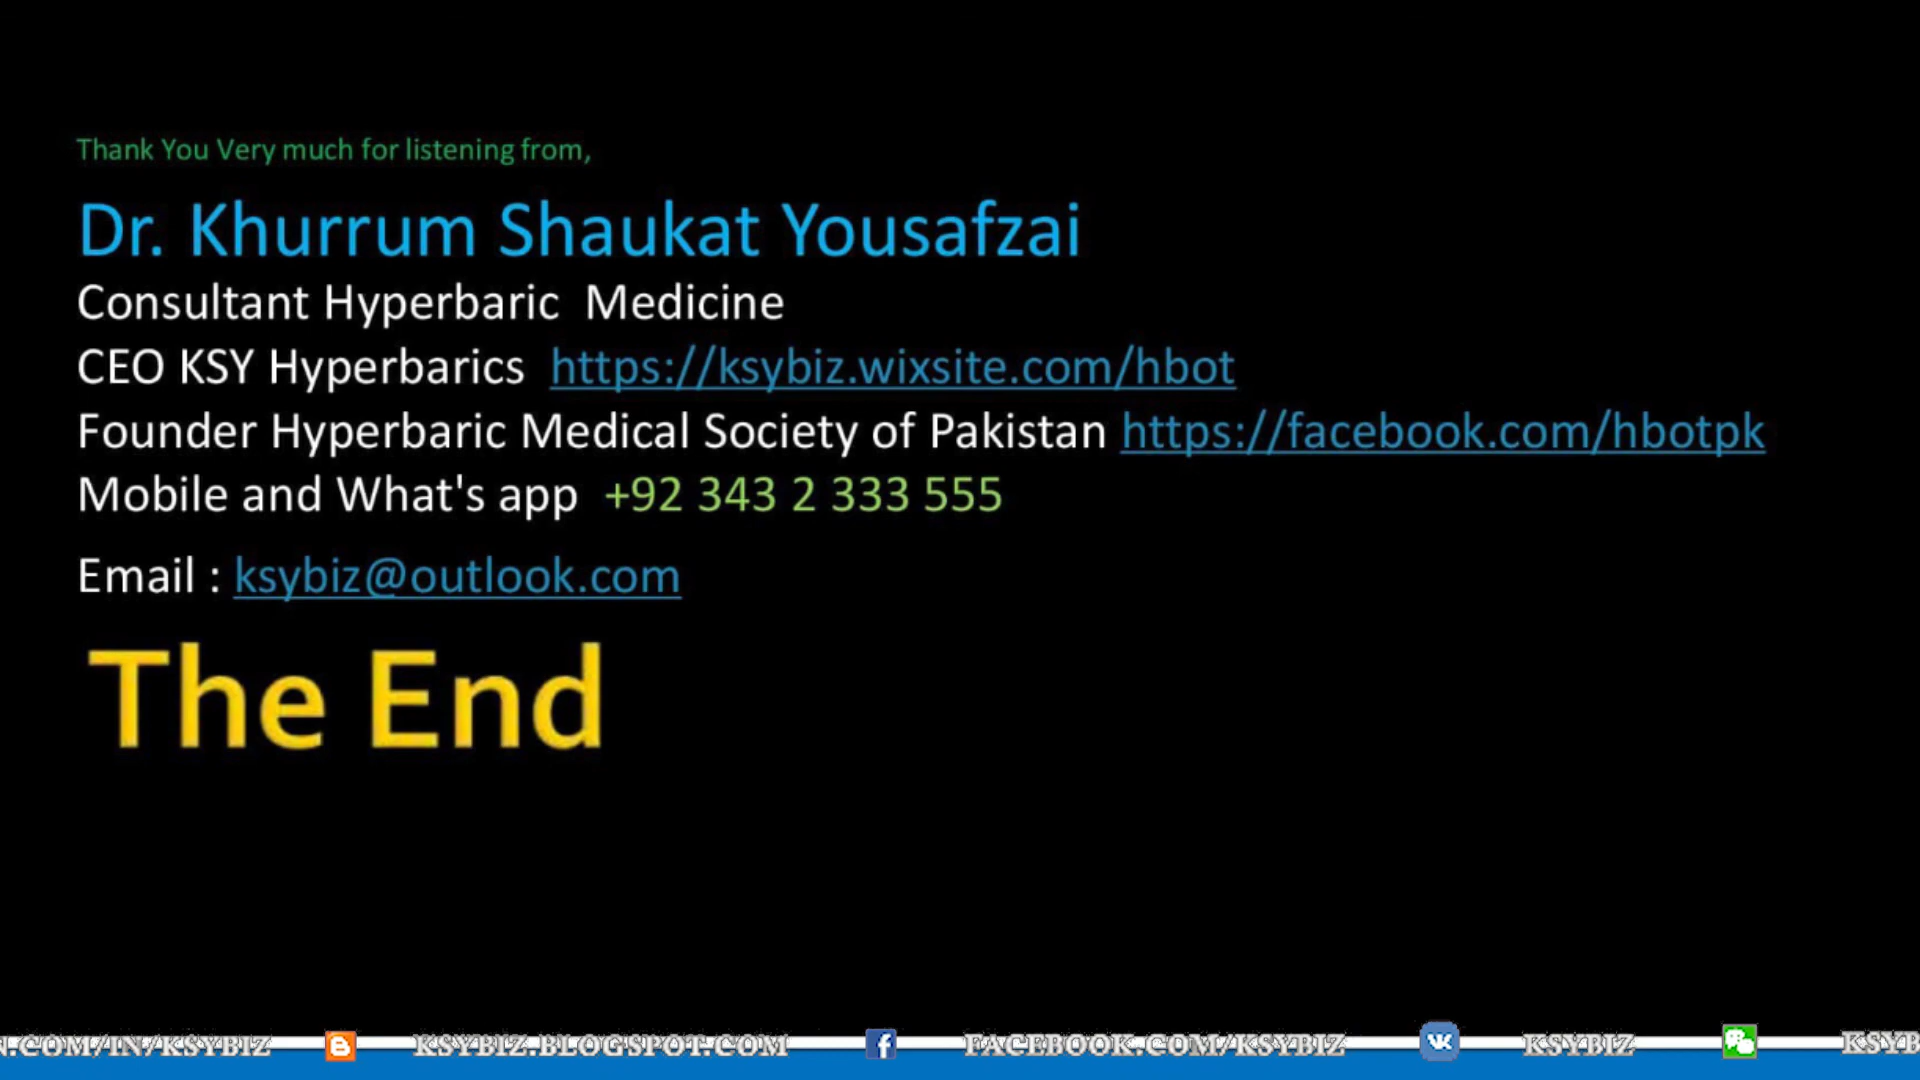 Thank You Very much for listening from,
Dr. Khurrum Shaukat Yousafzai
Consultant Hyperbaric Medicine
CEO KSY Hyperbarics https://ksybiz.wixsite.com/hbot
Founder Hyperbaric Medical Society of Pakistan https://facebook.com/hbotpk
Mobile and What's app +92 343 2 333 555
Email : ksybiz@outlook.com
The End
N.COM/IN/KSYBIZ KSYBIZ.BLOGSPOT.COM FACEBOOK.COM/KSYBIZ KSYBIZ KSYB